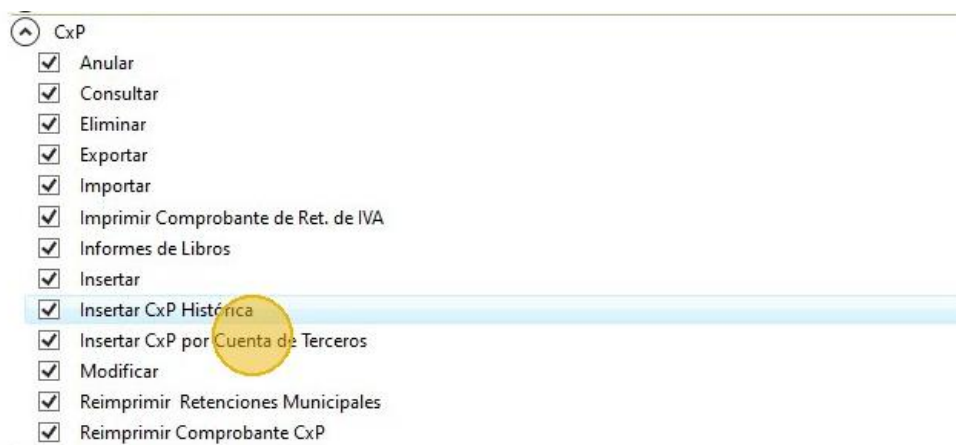 CxP
Anular
Consultar
Eliminar
Exportar
Importar
Imprimir Comprobante de Ret. de IVA
Informes de Libros
Insertar
Insertar CxP Histórica
Insertar CxP por Cuenta de Terceros
Modificar
Reimprimir Retenciones Municipales
Reimprimir Comprobante CxP